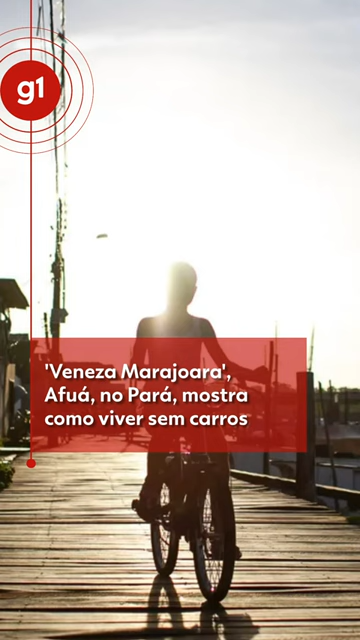 g1
'Veneza Marajoara',
Afuá, no Pará, mostra
como viver sem carros